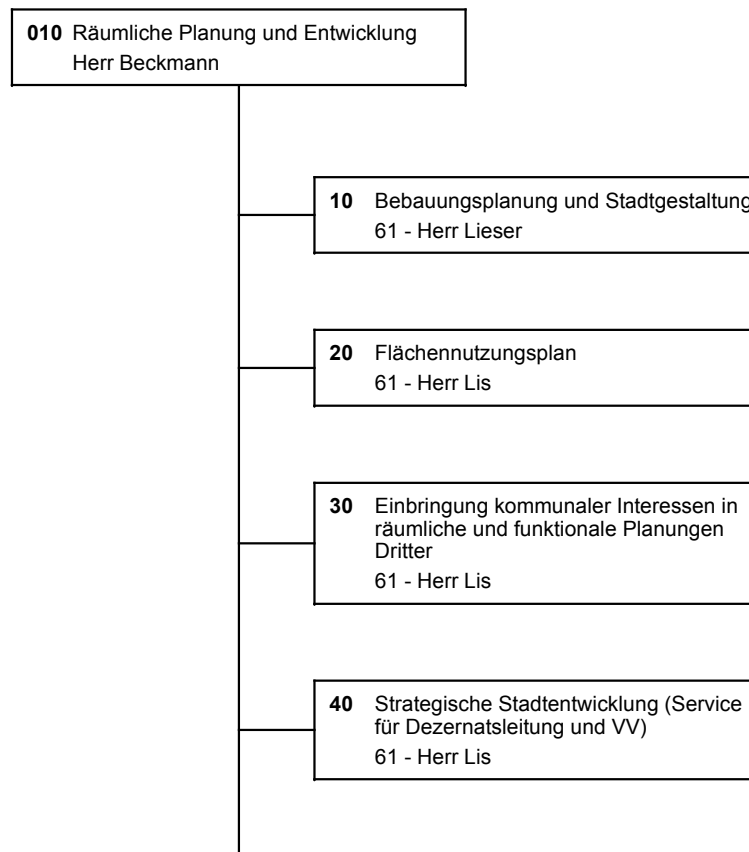 010 Räumliche Planung und Entwicklung
Herr Beckmann
10 Bebauungsplanung und Stadtgestaltung
61 - Herr Lieser
20 Flächennutzungsplan
61 - Herr Lis
30 Einbringung kommunaler Interessen in
räumliche und funktionale Planungen
Dritter
61 - Herr Lis
40 Strategische Stadtentwicklung (Service
für Dezernatsleitung und VV)
61 - Herr Lis